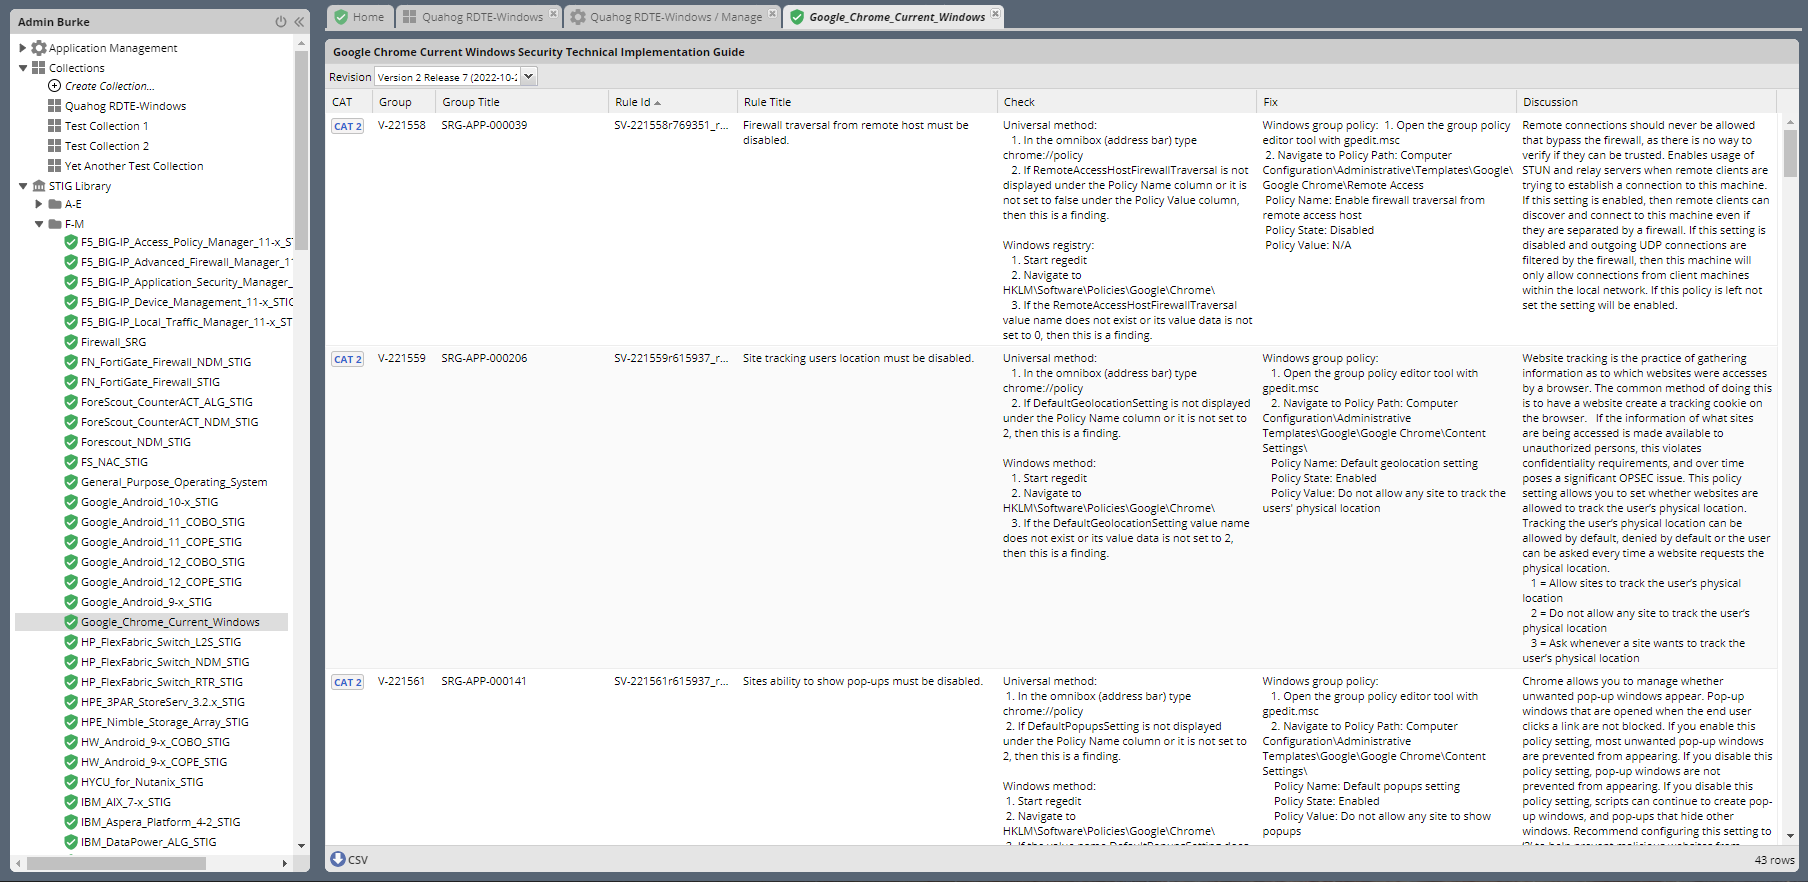 Admin Burke
Application Management
Collections
Create Collection...
Quahog RDTE-Windows
Test Collection 1
Test Collection 2
Yet Another Test Collection
STIG Library
A-E
F-M
F5_BIG-IP_Access_Policy_Manager_11-x_ST
F5_BIG-IP_Advanced_Firewall_Manager_11
F5_BIG-IP_Application_Security_Manager_
F5_BIG-IP_Device_Management_11-x_STIG
F5_BIG-IP_Local_Traffic_Manager_11-x_ST
Firewall_SRG
FN_FortiGate_Firewall_NDM_STIG
FN_FortiGate_Firewall_STIG
ForeScout_CounterACT_ALG_STIG
ForeScout_CounterACT_NDM_STIG
Forescout_NDM_STIG
FS_NAC_STIG
General_Purpose_Operating_System
Google_Android_10-x_STIG
Google_Android_11_COBO_STIG
Google_Android_11_COPE_STIG
Google_Android_12_COBO_STIG
Google_Android_12_COPE_STIG
Google_Android_9-x_STIG
Google_Chrome_Current_Windows
HP_FlexFabric_Switch_L2S_STIG
HP_FlexFabric_Switch_NDM_STIG
HP_FlexFabric_Switch_RTR_STIG
HPE_3PAR_StoreServ_3.2.x_STIG
HPE_Nimble_Storage_Array_STIG
HW_Android_9-x_COBO_STIG
HW_Android_9-x_COPE_STIG
HYCU_for_Nutanix_STIG
IBM_AIX_7-x_STIG
IBM_Aspera_Platform_4-2_STIG
IBM_DataPower_ALG_STIG
Home
Quahog RDTE-Windows
Quahog RDTE-Windows / Manage
Google_Chrome_Current_Windows
Google Chrome Current Windows Security Technical Implementation Guide
Revision Version 2 Release 7 (2022-10-2
CAT Group Group Title Rule Id Rule Title Check Fix Discussion
CAT 2 V-221558 SRG-APP-000039 SV-221558r769351_r...
Firewall traversal from remote host must be
disabled.
Universal method:
1. In the omnibox (address bar) type
chrome://policy
2. If RemoteAccessHostFirewallTraversal is not
displayed under the Policy Name column or it is
not set to false under the Policy Value column,
then this is a finding.
Windows registry:
1. Start regedit
2. Navigate to
HKLM\Software\Policies\Google\Chrome\
3. If the RemoteAccessHostFirewallTraversal
value name does not exist or its value data is not
set to 0, then this is a finding.
Windows group policy: 1. Open the group policy
editor tool with gpedit.msc
2. Navigate to Policy Path: Computer
Configuration\Administrative\Templates\Google\
Google Chrome\Remote Access
Policy Name: Enable firewall traversal from
remote access host
Policy State: Disabled
Policy Value: N/A
Remote connections should never be allowed
that bypass the firewall, as there is no way to
verify if they can be trusted. Enables usage of
STUN and relay servers when remote clients are
trying to establish a connection to this machine.
If this setting is enabled, then remote clients can
discover and connect to this machine even if
they are separated by a firewall. If this setting is
disabled and outgoing UDP connections are
filtered by the firewall, then this machine will
only allow connections from client machines
within the local network. If this policy is left not
set the setting will be enabled.
CAT 2 V-221559 SRG-APP-000206 SV-221559r615937_r...
Site tracking users location must be disabled.
Universal method:
1. In the omnibox (address bar) type
chrome://policy
2. If DefaultGeolocationSetting is not displayed
under the Policy Name column or it is not set to
2, then this is a finding.
Windows method:
1. Start regedit
2. Navigate to
HKLM\Software\Policies\Google\Chrome\
3. If the DefaultGeolocationSetting value name
does not exist or its value data is not set to 2,
then this is a finding.
Windows group policy:
1. Open the group policy editor tool with
gpedit.msc
2. Navigate to Policy Path: Computer
Configuration\Administrative
Templates\Google\Google Chrome\Content
Settings\
Policy Name: Default geolocation setting
Policy State: Enabled
Policy Value: Do not allow any site to track the
users' physical location
Website tracking is the practice of gathering
information as to which websites were accesses
by a browser. The common method of doing this
is to have a website create a tracking cookie on
the browser. If the information of what sites
are being accessed is made available to
unauthorized persons, this violates
confidentiality requirements, and over time
poses a significant OPSEC issue. This policy
setting allows you to set whether websites are
allowed to track the user's physical location.
Tracking the user's physical location can be
allowed by default, denied by default or the user
can be asked every time a website requests the
physical location.
1 = Allow sites to track the user's physical
location
2 = Do not allow any site to track the user's
physical location
3 = Ask whenever a site wants to track the
user's physical location
CAT 2 V-221561 SRG-APP-000141 SV-221561r615937_r...
Sites ability to show pop-ups must be disabled.
Universal method:
1. In the omnibox (address bar) type
chrome://policy
2. If DefaultPopupsSetting is not displayed
under the Policy Name column or it is not set to
2, then this is a finding.
Windows method:
1. Start regedit
2. Navigate to
HKLM\Software\Policies\Google\Chrome\
3. If the value name DefaultPopupsSetting does
Windows group policy:
1. Open the group policy editor tool with
gpedit.msc
2. Navigate to Policy Path: Computer
Configuration\Administrative
Templates\Google\Google Chrome\Content
Settings\
Policy Name: Default popups setting
Policy State: Enabled
Policy Value: Do not allow any site to show
popups
Chrome allows you to manage whether
unwanted pop-up windows appear. Pop-up
windows that are opened when the end user
clicks a link are not blocked. If you enable this
policy setting, most unwanted pop-up windows
are prevented from appearing. If you disable this
policy setting, pop-up windows are not
prevented from appearing. If you disable this
policy setting, scripts can continue to create pop-
up windows, and pop-ups that hide other
windows. Recommend configuring this setting to
'2' to help prevent malicious websites from
CSV
43 rows